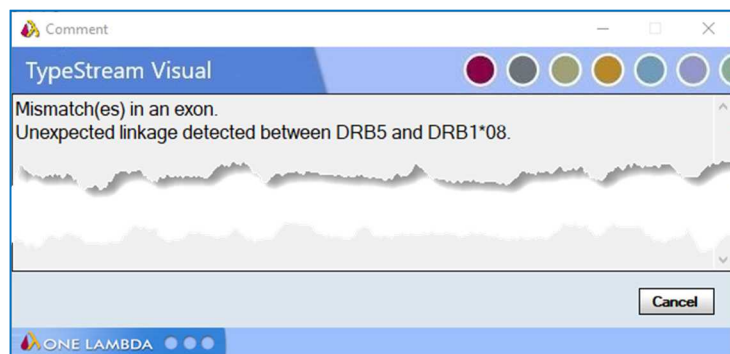 Comment
TypeStream Visual
Mismatch(es) in an exon.
Unexpected linkage detected between DRB5 and DRB1*08.
Cancel
ONE LAMBDA